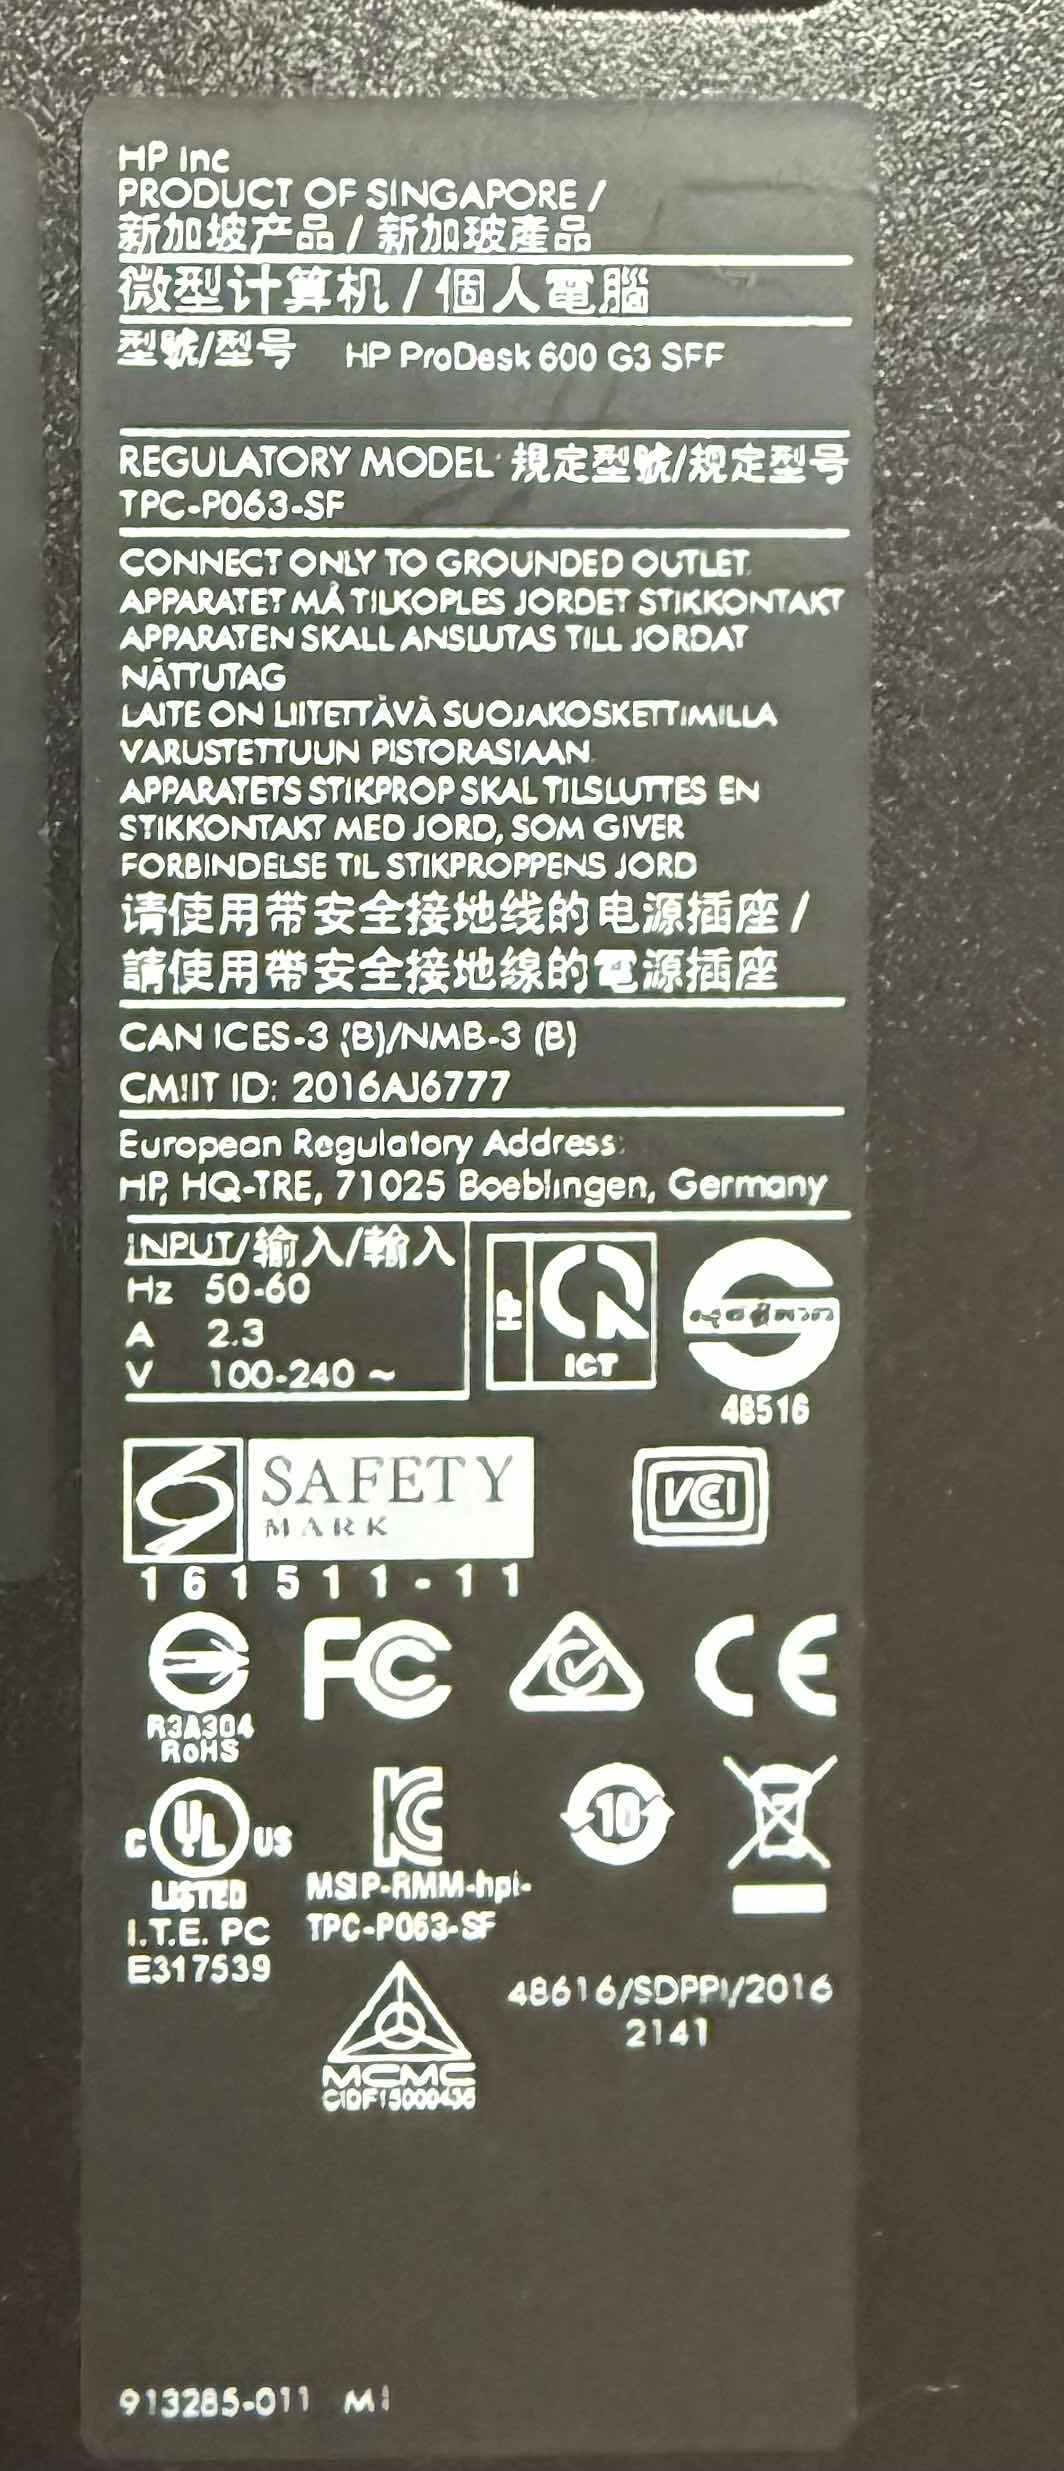 HP Inc
PRODUCT OF SINGAPORE /
新加坡产品 / 新加玻產品
微型计算机 / 個人電腦
型號/型号 HP ProDesk 600 G3 SFF
REGULATORY MODEL 規定型號/规定型号
TPC-P063-SF
CONNECT ONLY TO GROUNDED OUTLET
APPARATET MÅ TILKOPLES JORDET STIKKONTAKT
APPARATEN SKALL ANSLUTAS TILL JORDAT
NÄTTUTAG
LAITE ON LIITETTÄVÄ SUOJAKOSKETTIMILLA
VARUSTETTUUN PISTORASIAAN
APPARATETS STIKPROP SKAL TILSLUTTES EN
STIKKONTAKT MED JORD, SOM GIVER
FORBINDELSE TIL STIKPROPPENS JORD
请使用带安全接地线的电源插座 /
請使用帶安全接地線的電源插座
CAN ICES-3 (B)/NMB-3 (B)
CMIIT ID: 2016AJ6777
European Regulatory Address:
HP, HQ-TRE, 71025 Boeblingen, Germany
INPUT/输入/輸入
Hz 50-60
A 2.3
V 100-240 ~
HP
ICT
48516
SAFETY
MARK
161511-11
VCCI
R3A304
RoHS
FC
CE
C UL US
LISTED
I.T.E. PC
E317539
KC
MSIP-RMM-hpi-
TPC-P063-SF
10
MCMC
CIDF15000436
48616/SDPPI/2016
2141
913285-011 M1